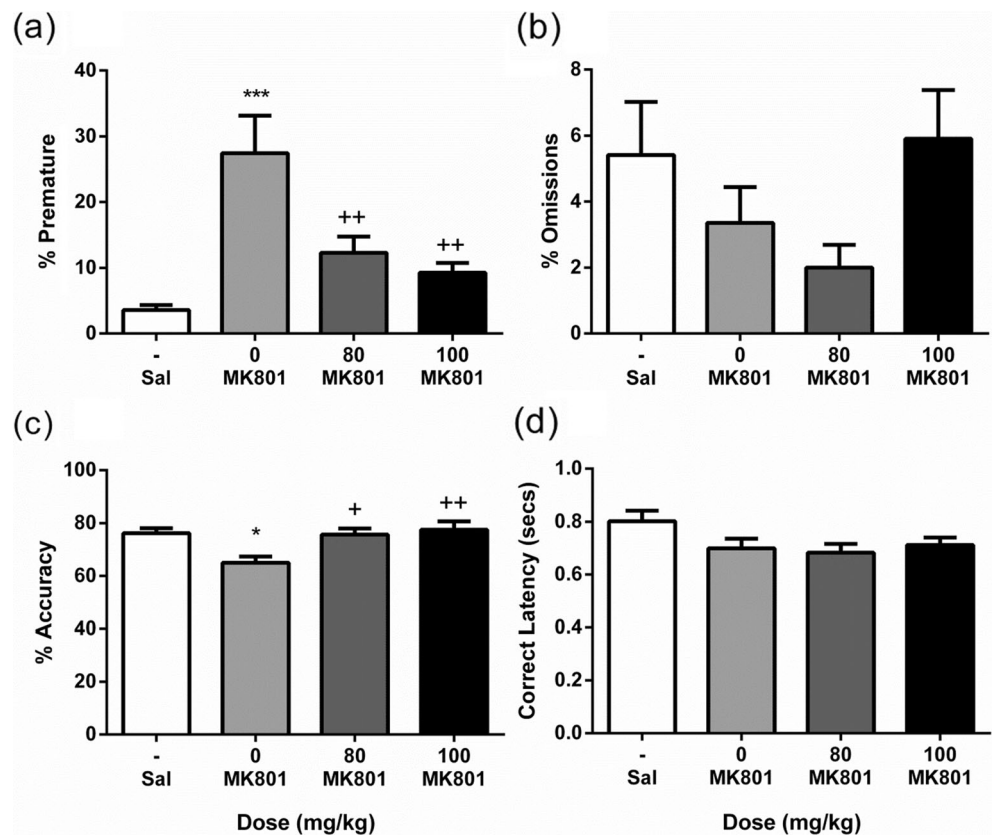 (a)
% Premature
40
30
20
10
0
***
++
++
- 0 80 100
Sal MK801 MK801 MK801
(b)
% Omissions
8
6
4
2
0
- 0 80 100
Sal MK801 MK801 MK801
(c)
% Accuracy
100
80
60
40
20
0
*
+
++
- 0 80 100
Sal MK801 MK801 MK801
Dose (mg/kg)
(d)
Correct Latency (secs)
1.0
0.8
0.6
0.4
0.2
0.0
- 0 80 100
Sal MK801 MK801 MK801
Dose (mg/kg)